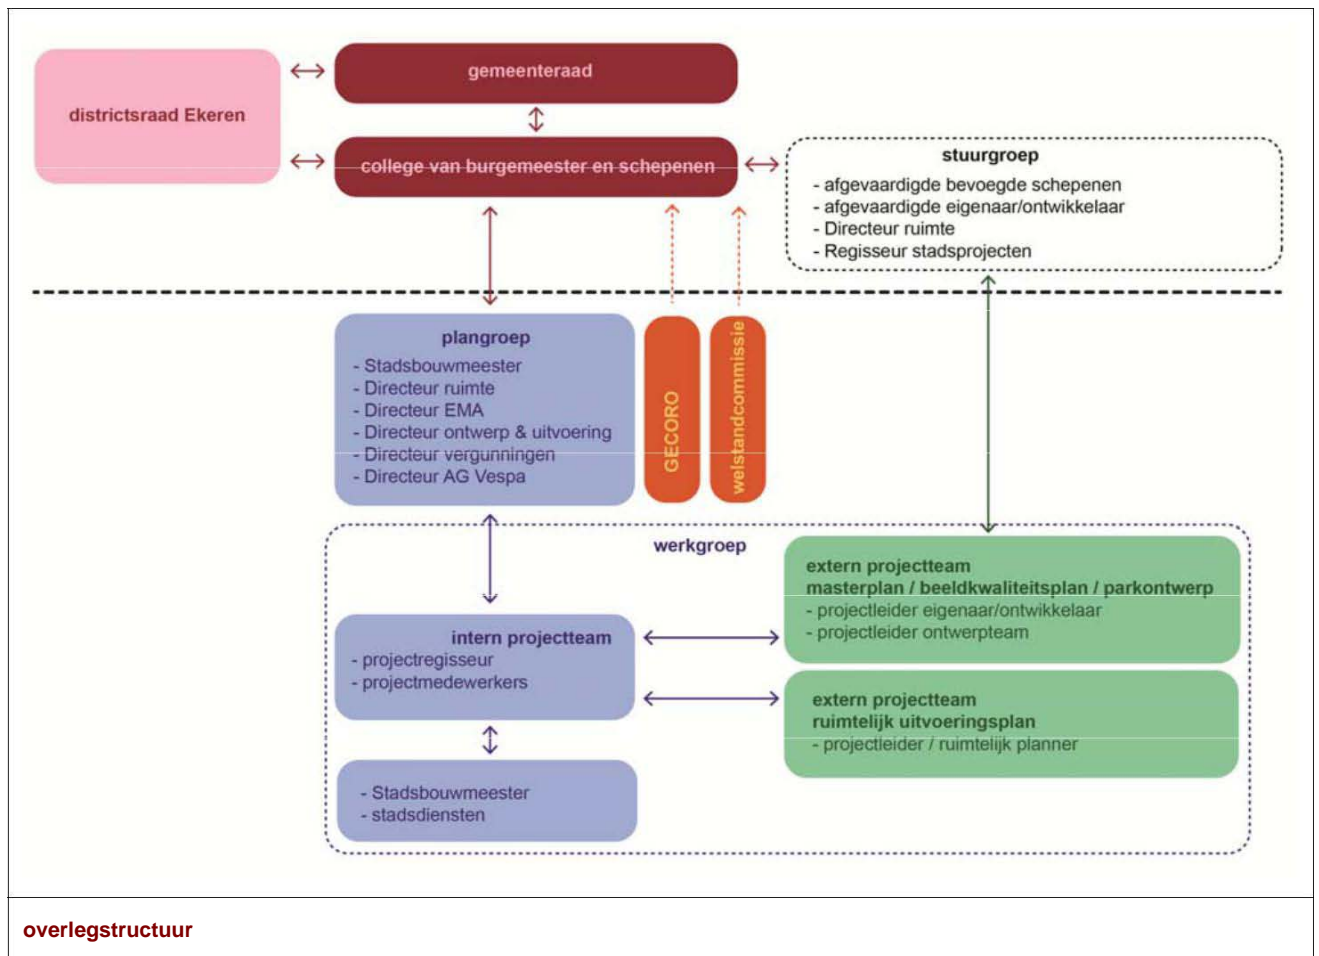 districtsraad Ekeren
gemeenteraad
college van burgemeester en schepenen
stuurgroep
- afgevaardigde bevoegde schepenen
- afgevaardigde eigenaar/ontwikkelaar
- Directeur ruimte
- Regisseur stadsprojecten
plangroep
- Stadsbouwmeester
- Directeur ruimte
- Directeur EMA
- Directeur ontwerp & uitvoering
- Directeur vergunningen
- Directeur AG Vespa
GECORO
welstandcommissie
werkgroep
extern projectteam
masterplan / beeldkwaliteitsplan / parkontwerp
- projectleider eigenaar/ontwikkelaar
- projectleider ontwerpteam
intern projectteam
- projectregisseur
- projectmedewerkers
extern projectteam
ruimtelijk uitvoeringsplan
- projectleider / ruimtelijk planner
- Stadsbouwmeester
- stadsdiensten
overlegstructuur